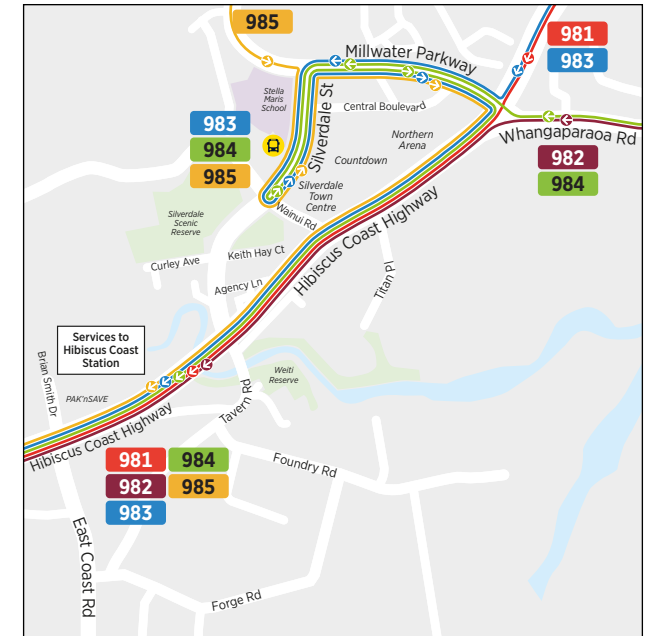 985
981
983
Millwater Parkway
Stella
Maris
School
Central Boulevard
983
984
985
Silverdale St
Northern
Arena
Whangaparaoa Rd
Countdown
982
984
Silverdale
Town
Centre
Wainui Rd
Silverdale
Scenic
Reserve
Hibiscus Coast Highway
Keith Hay Ct
Curley Ave
Agency Ln
Titan Pl
Services to
Hibiscus Coast
Station
Brian Smith Dr
Weiti
Reserve
PAK'nSAVE
Tavern Rd
Hibiscus Coast Highway
981 984
982 985
983
Foundry Rd
East Coast Rd
Forge Rd